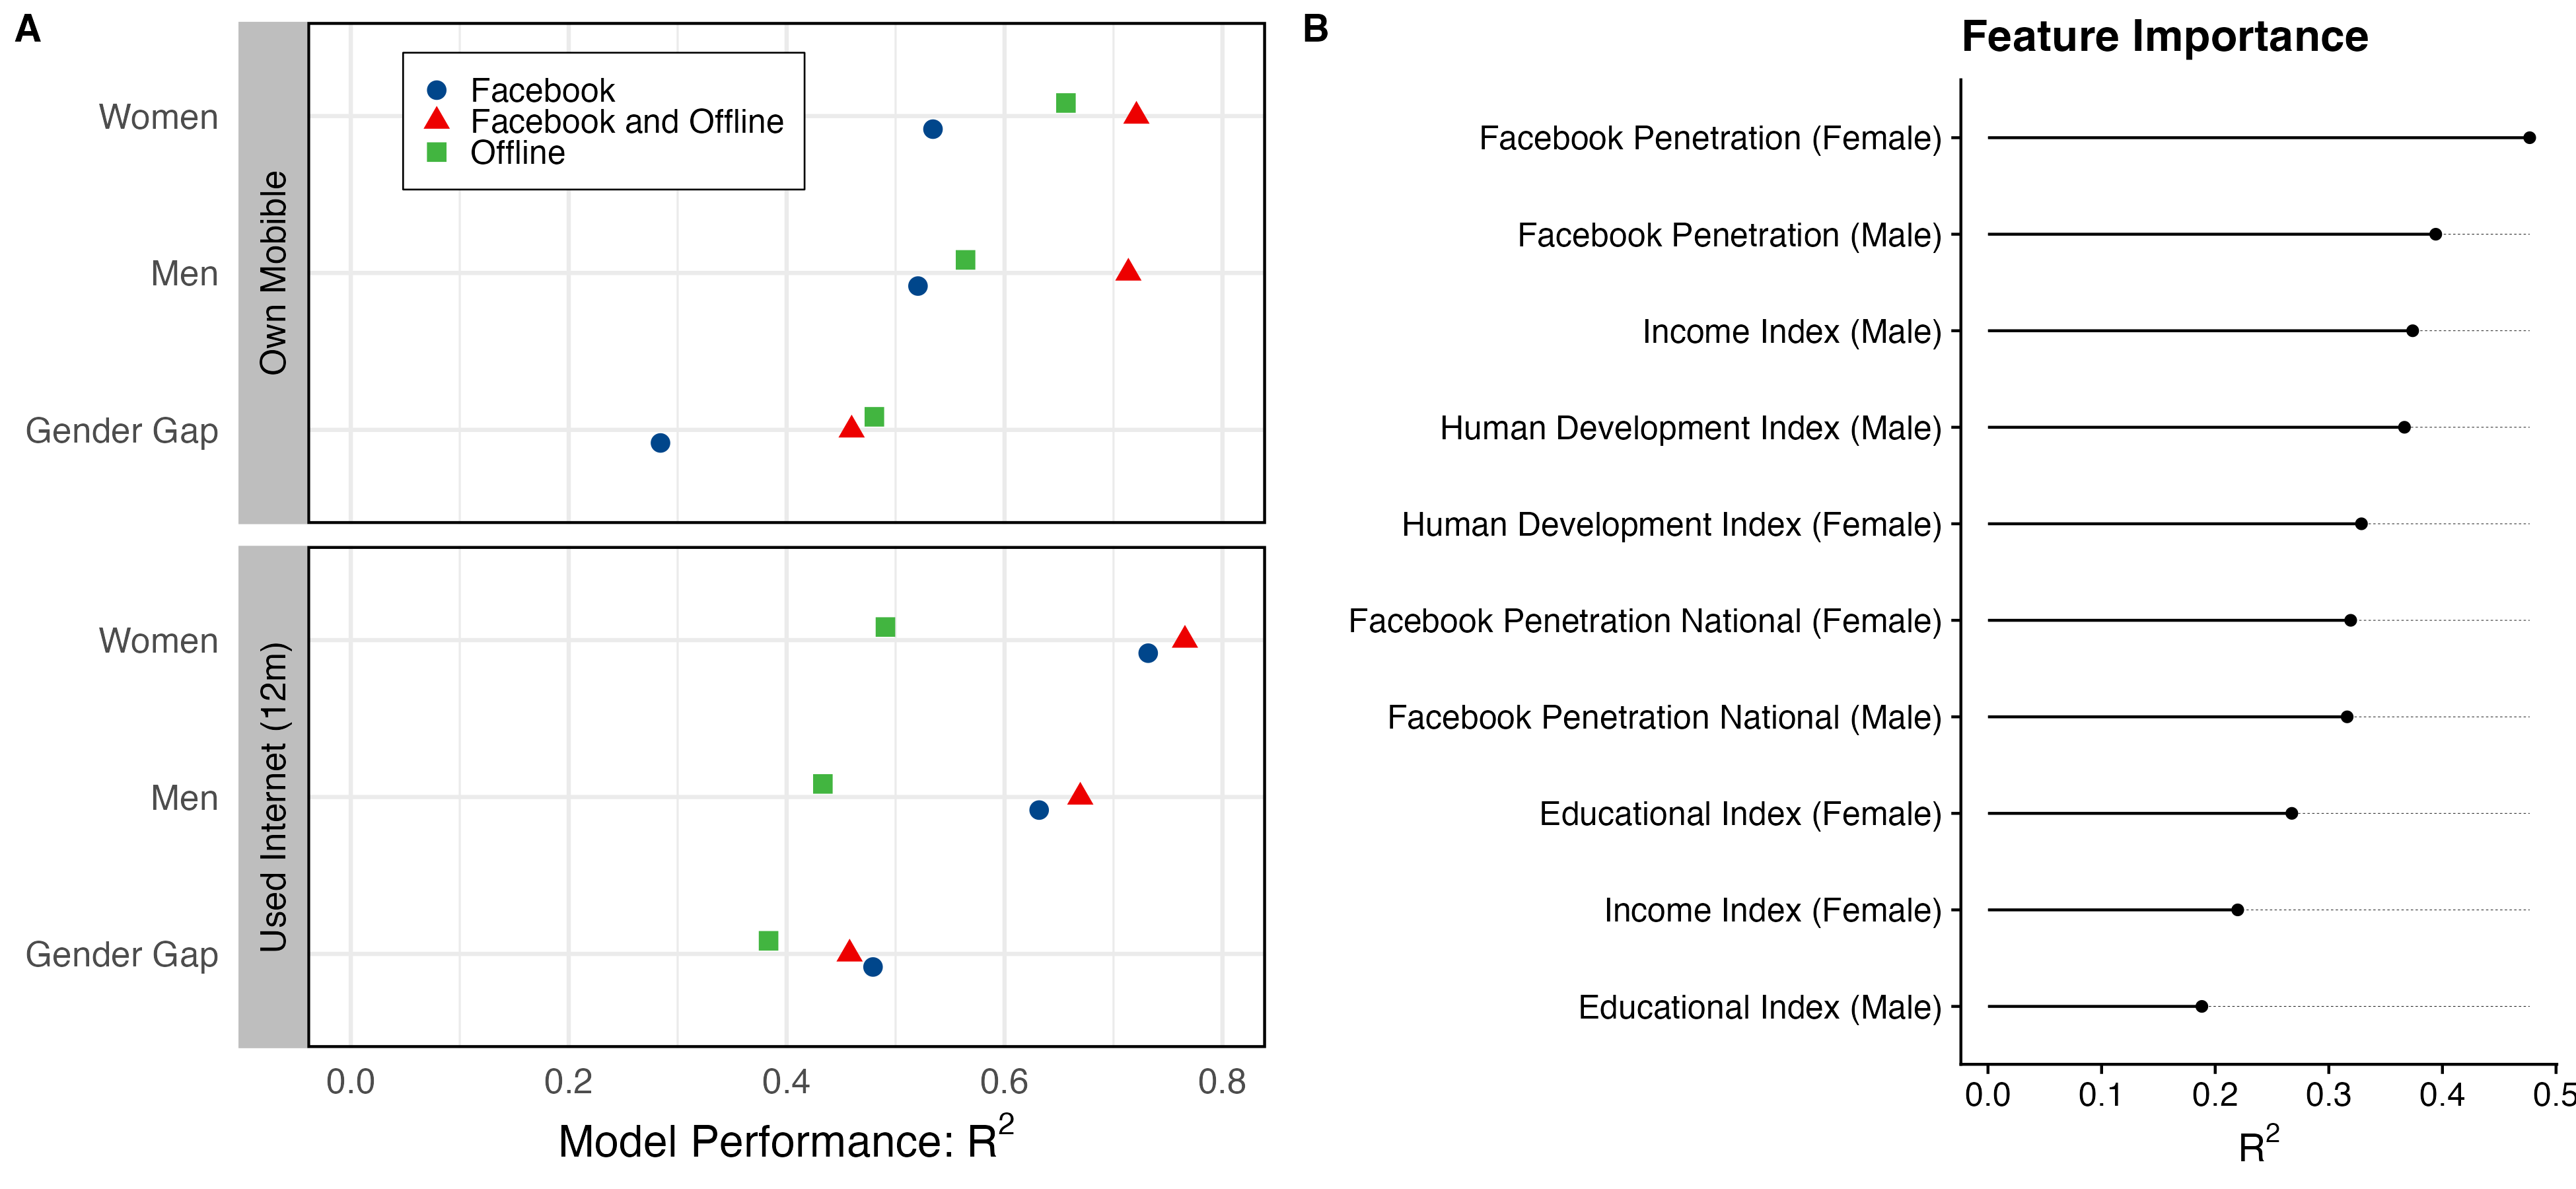 A
Own Mobible
Women
Men
Gender Gap
Facebook
Facebook and Offline
Offline
Used Internet (12m)
Women
Men
Gender Gap
0.0 0.2 0.4 0.6 0.8
Model Performance: R²
B
Feature Importance
Facebook Penetration (Female)
Facebook Penetration (Male)
Income Index (Male)
Human Development Index (Male)
Human Development Index (Female)
Facebook Penetration National (Female)
Facebook Penetration National (Male)
Educational Index (Female)
Income Index (Female)
Educational Index (Male)
0.0 0.1 0.2 0.3 0.4 0.5
R²